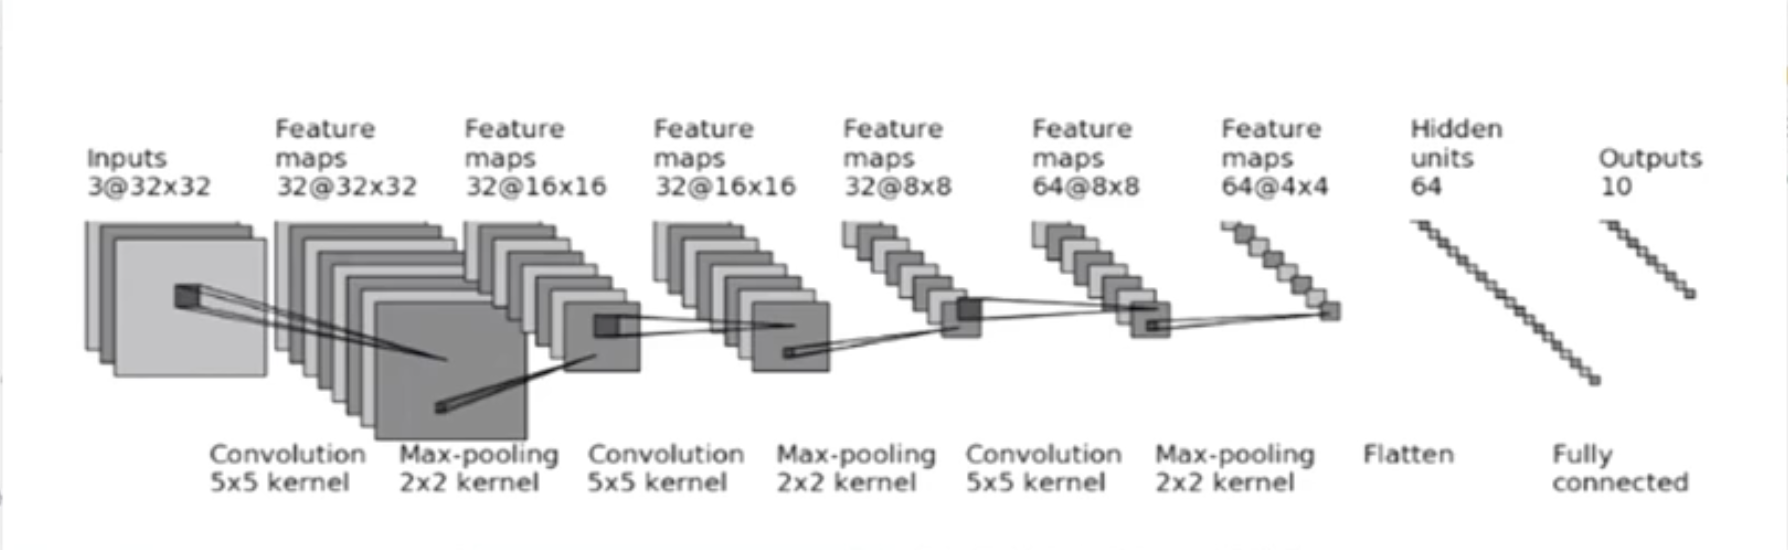 Inputs
3@32x32
Feature
maps
32@32x32
Feature
maps
32@16x16
Feature
maps
32@16x16
Feature
maps
32@8x8
Feature
maps
64@8x8
Feature
maps
64@4x4
Hidden
units
64
Outputs
10
Convolution
5x5 kernel
Max-pooling
2x2 kernel
Convolution
5x5 kernel
Max-pooling
2x2 kernel
Convolution
5x5 kernel
Max-pooling
2x2 kernel
Flatten
Fully
connected